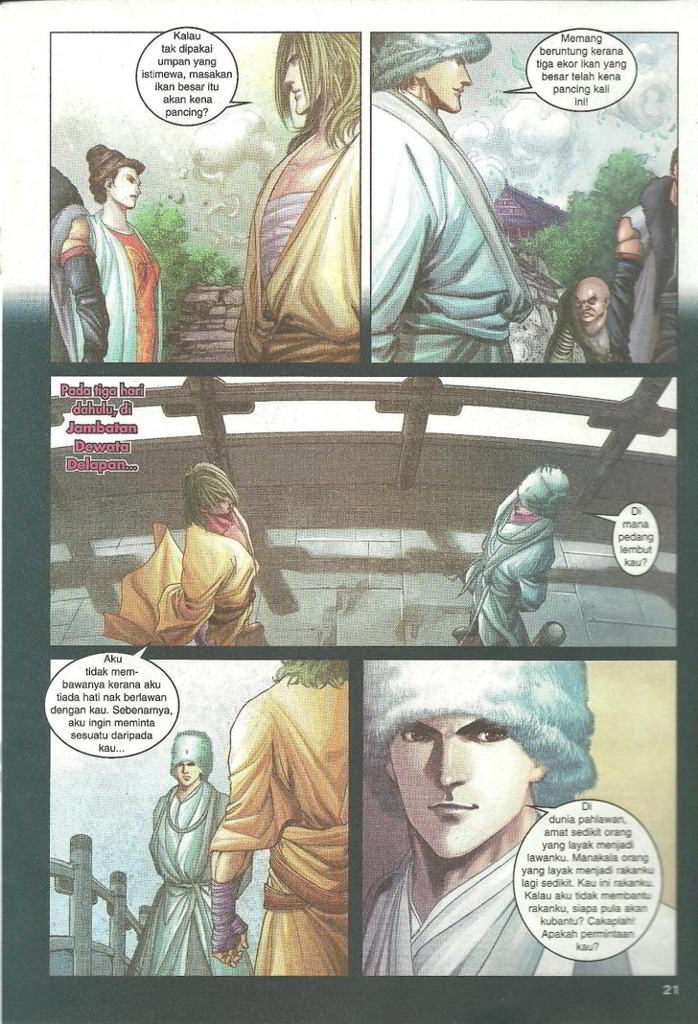 Kalau
tak dipakai
umpan yang
istimewa, masakan
ikan besar itu
akan kena
pancing?
Memang
beruntung kerana
tiga ekor ikan yang
besar telah kena
pancing kali
ini!
Pada tiga hari
dahulu, di
Jambatan
Dewata
Delapan...
Di
mana
pedang
lembut
kau?
Aku
tidak mem-
bawanya kerana aku
tiada hati nak berlawan
dengan kau. Sebenarnya,
aku ingin meminta
sesuatu daripada
kau...
Di
dunia pahlawan,
amat sedikit orang
yang layak menjadi
lawanku. Manakala orang
yang layak menjadi rakanku
lagi sedikit. Kau ini rakanku.
Kalau aku tidak membantu
rakanku, siapa pula akan
kubantu? Cakaplah!
Apakah permintaan
kau?
21